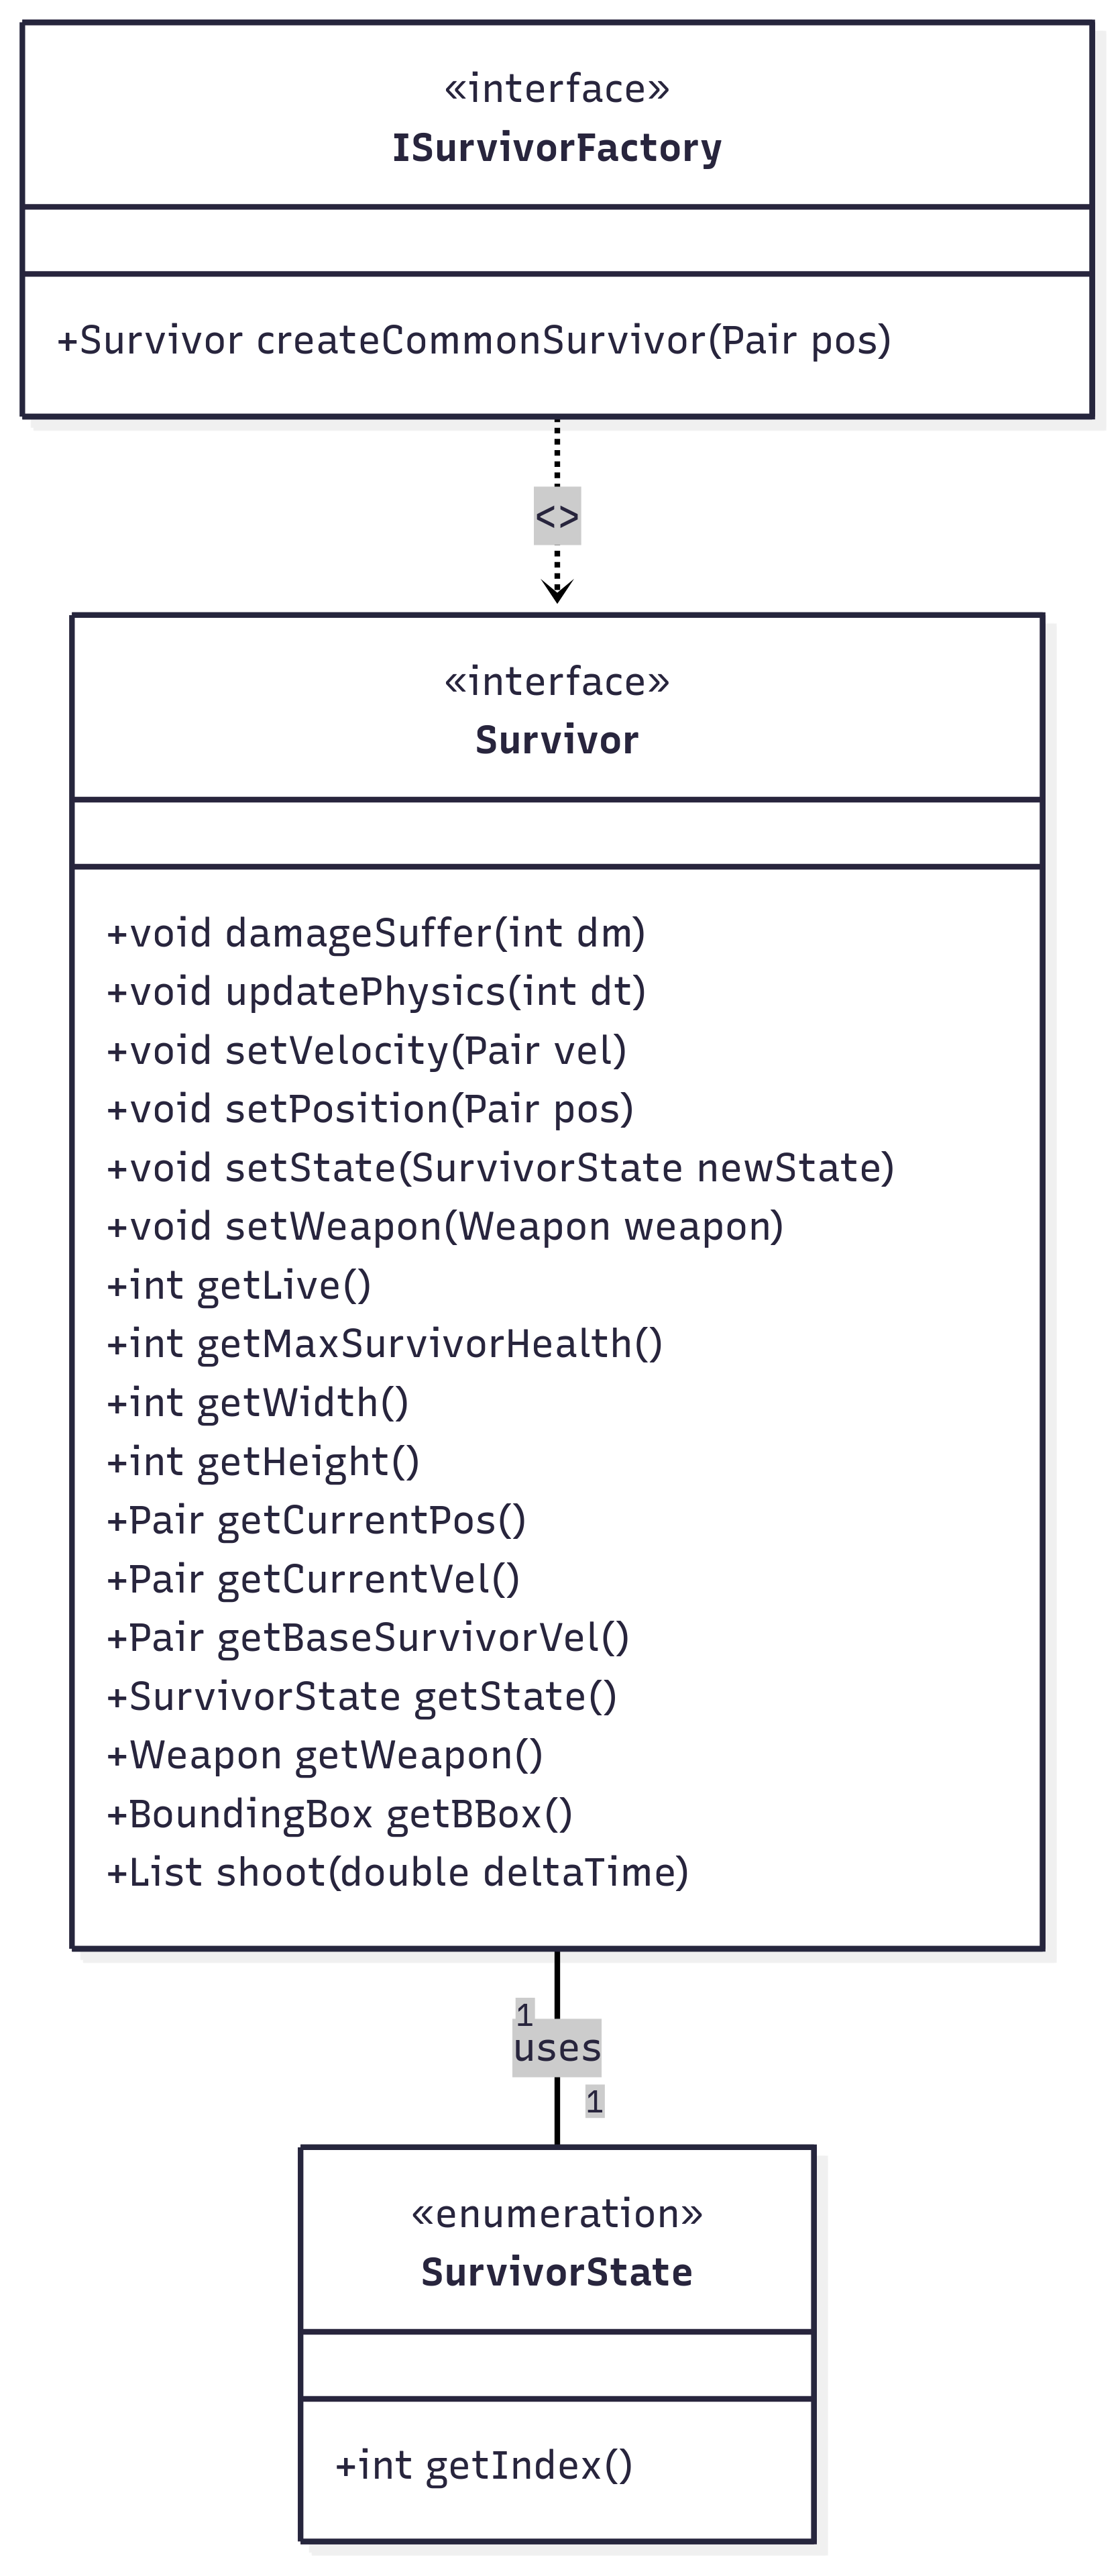 «interface»
ISurvivorFactory
+Survivor createCommonSurvivor(Pair pos)
<>
«interface»
Survivor
+void damageSuffer(int dm)
+void updatePhysics(int dt)
+void setVelocity(Pair vel)
+void setPosition(Pair pos)
+void setState(SurvivorState newState)
+void setWeapon(Weapon weapon)
+int getLive()
+int getMaxSurvivorHealth()
+int getWidth()
+int getHeight()
+Pair getCurrentPos()
+Pair getCurrentVel()
+Pair getBaseSurvivorVel()
+SurvivorState getState()
+Weapon getWeapon()
+BoundingBox getBBox()
+List shoot(double deltaTime)
1
uses
1
«enumeration»
SurvivorState
+int getIndex()